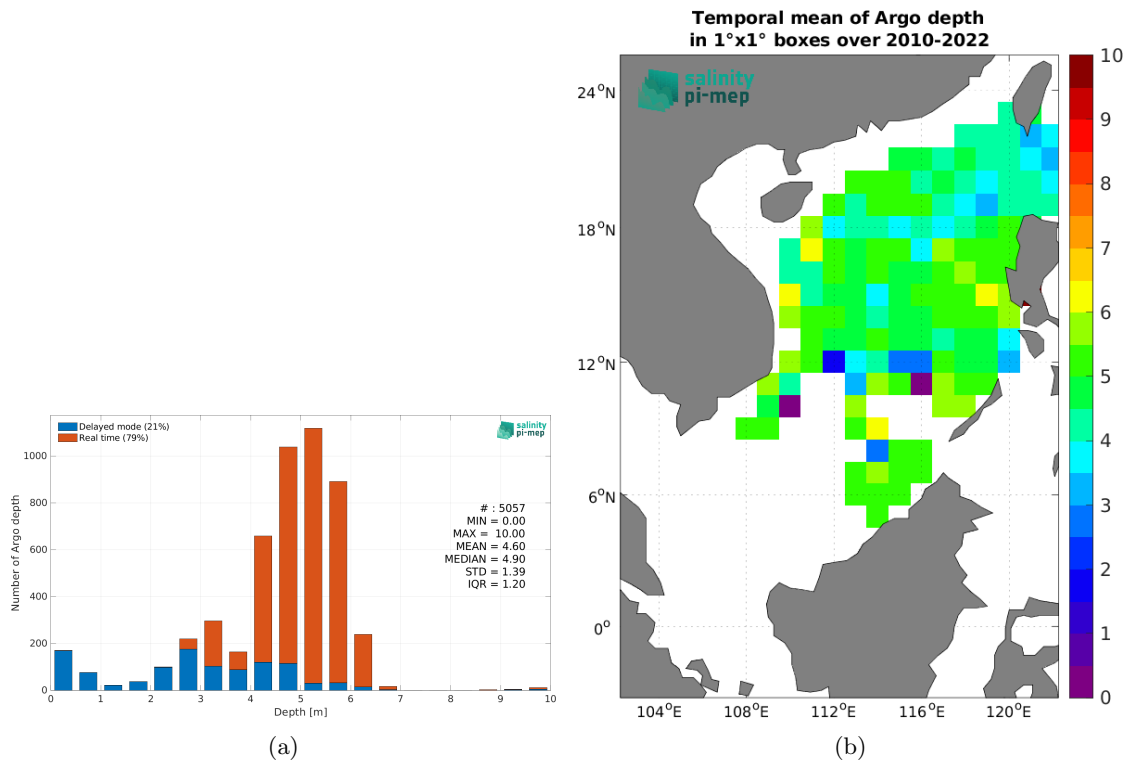 Temporal mean of Argo depth
in 1°x1° boxes over 2010-2022
salinity
pi-mep
24°N
18°N
12°N
6°N
0°
104°E
108°E
112°E
116°E
120°E
10
9
8
7
6
5
4
3
2
1
0
Delayed mode (21%)
Real time (79%)
salinity
pi-mep
# : 5057
MIN = 0.00
MAX = 10.00
MEAN = 4.60
MEDIAN = 4.90
STD = 1.39
IQR = 1.20
Number of Argo depth
1000
800
600
400
200
0
0 1 2 3 4 5 6 7 8 9 10
Depth [m]
(a)
(b)